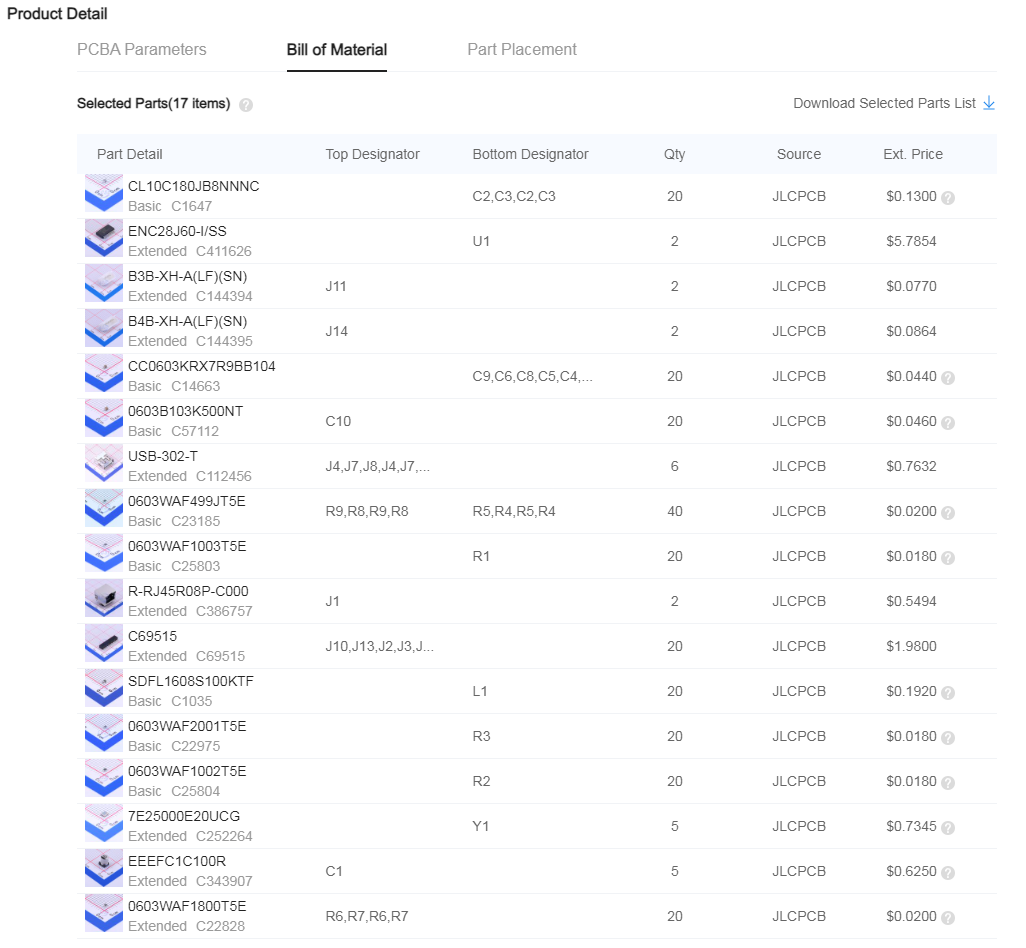 Product Detail
PCBA Parameters Bill of Material Part Placement
Selected Parts(17 items) ? Download Selected Parts List
Part Detail Top Designator Bottom Designator Qty Source Ext. Price
CL10C180JB8NNNC
Basic C1647 C2,C3,C2,C3 20 JLCPCB $0.1300 ?
ENC28J60-I/SS
Extended C411626 U1 2 JLCPCB $5.7854
B3B-XH-A(LF)(SN)
Extended C144394 J11 2 JLCPCB $0.0770
B4B-XH-A(LF)(SN)
Extended C144395 J14 2 JLCPCB $0.0864
CC0603KRX7R9BB104
Basic C14663 C9,C6,C8,C5,C4,... 20 JLCPCB $0.0440 ?
0603B103K500NT
Basic C57112 C10 20 JLCPCB $0.0460 ?
USB-302-T
Extended C112456 J4,J7,J8,J4,J7,... 6 JLCPCB $0.7632
0603WAF499JT5E
Basic C23185 R9,R8,R9,R8 R5,R4,R5,R4 40 JLCPCB $0.0200 ?
0603WAF1003T5E
Basic C25803 R1 20 JLCPCB $0.0180 ?
R-RJ45R08P-C000
Extended C386757 J1 2 JLCPCB $0.5494
C69515
Extended C69515 J10,J13,J2,J3,J... 20 JLCPCB $1.9800
SDFL1608S100KTF
Basic C1035 L1 20 JLCPCB $0.1920 ?
0603WAF2001T5E
Basic C22975 R3 20 JLCPCB $0.0180 ?
0603WAF1002T5E
Basic C25804 R2 20 JLCPCB $0.0180 ?
7E25000E20UCG
Extended C252264 Y1 5 JLCPCB $0.7345 ?
EEEFC1C100R
Extended C343907 C1 5 JLCPCB $0.6250 ?
0603WAF1800T5E
Extended C22828 R6,R7,R6,R7 20 JLCPCB $0.0200 ?